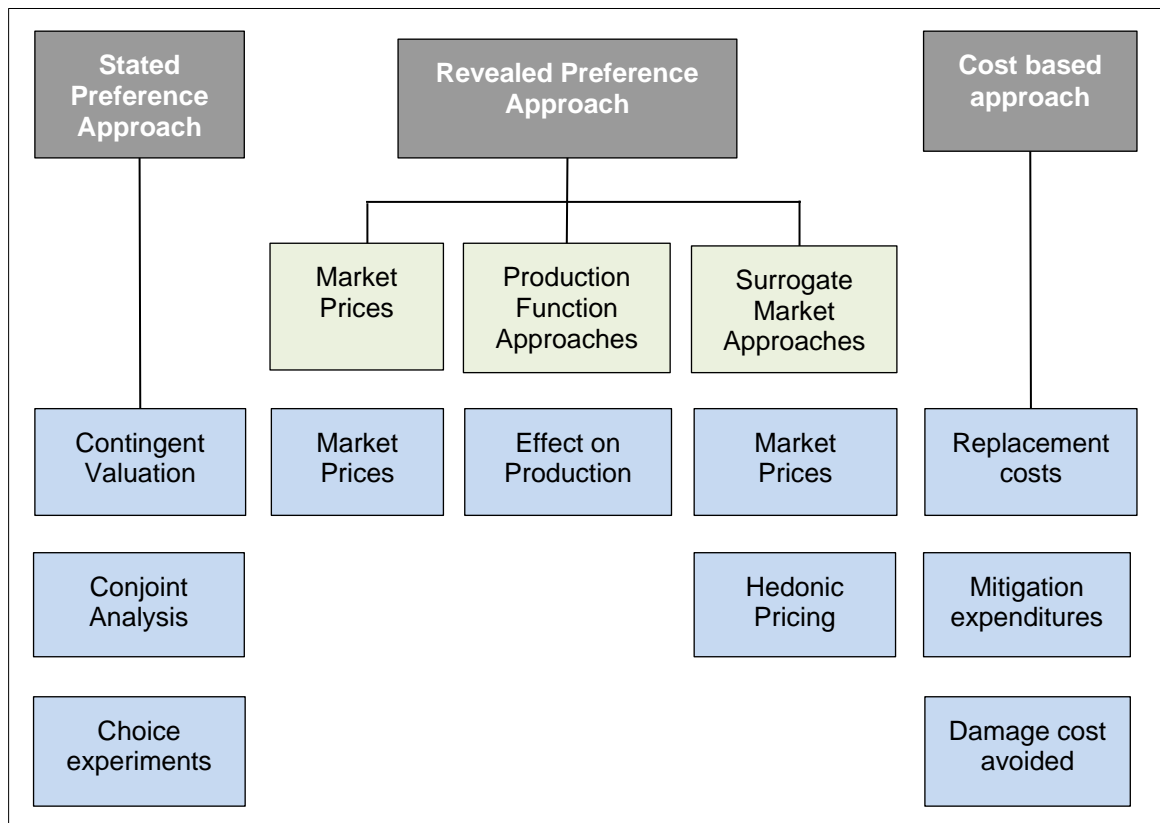 Stated
Preference
Approach
Revealed Preference
Approach
Cost based
approach
Market
Prices
Production
Function
Approaches
Surrogate
Market
Approaches
Contingent
Valuation
Market
Prices
Effect on
Production
Market
Prices
Replacement
costs
Conjoint
Analysis
Hedonic
Pricing
Mitigation
expenditures
Choice
experiments
Damage cost
avoided